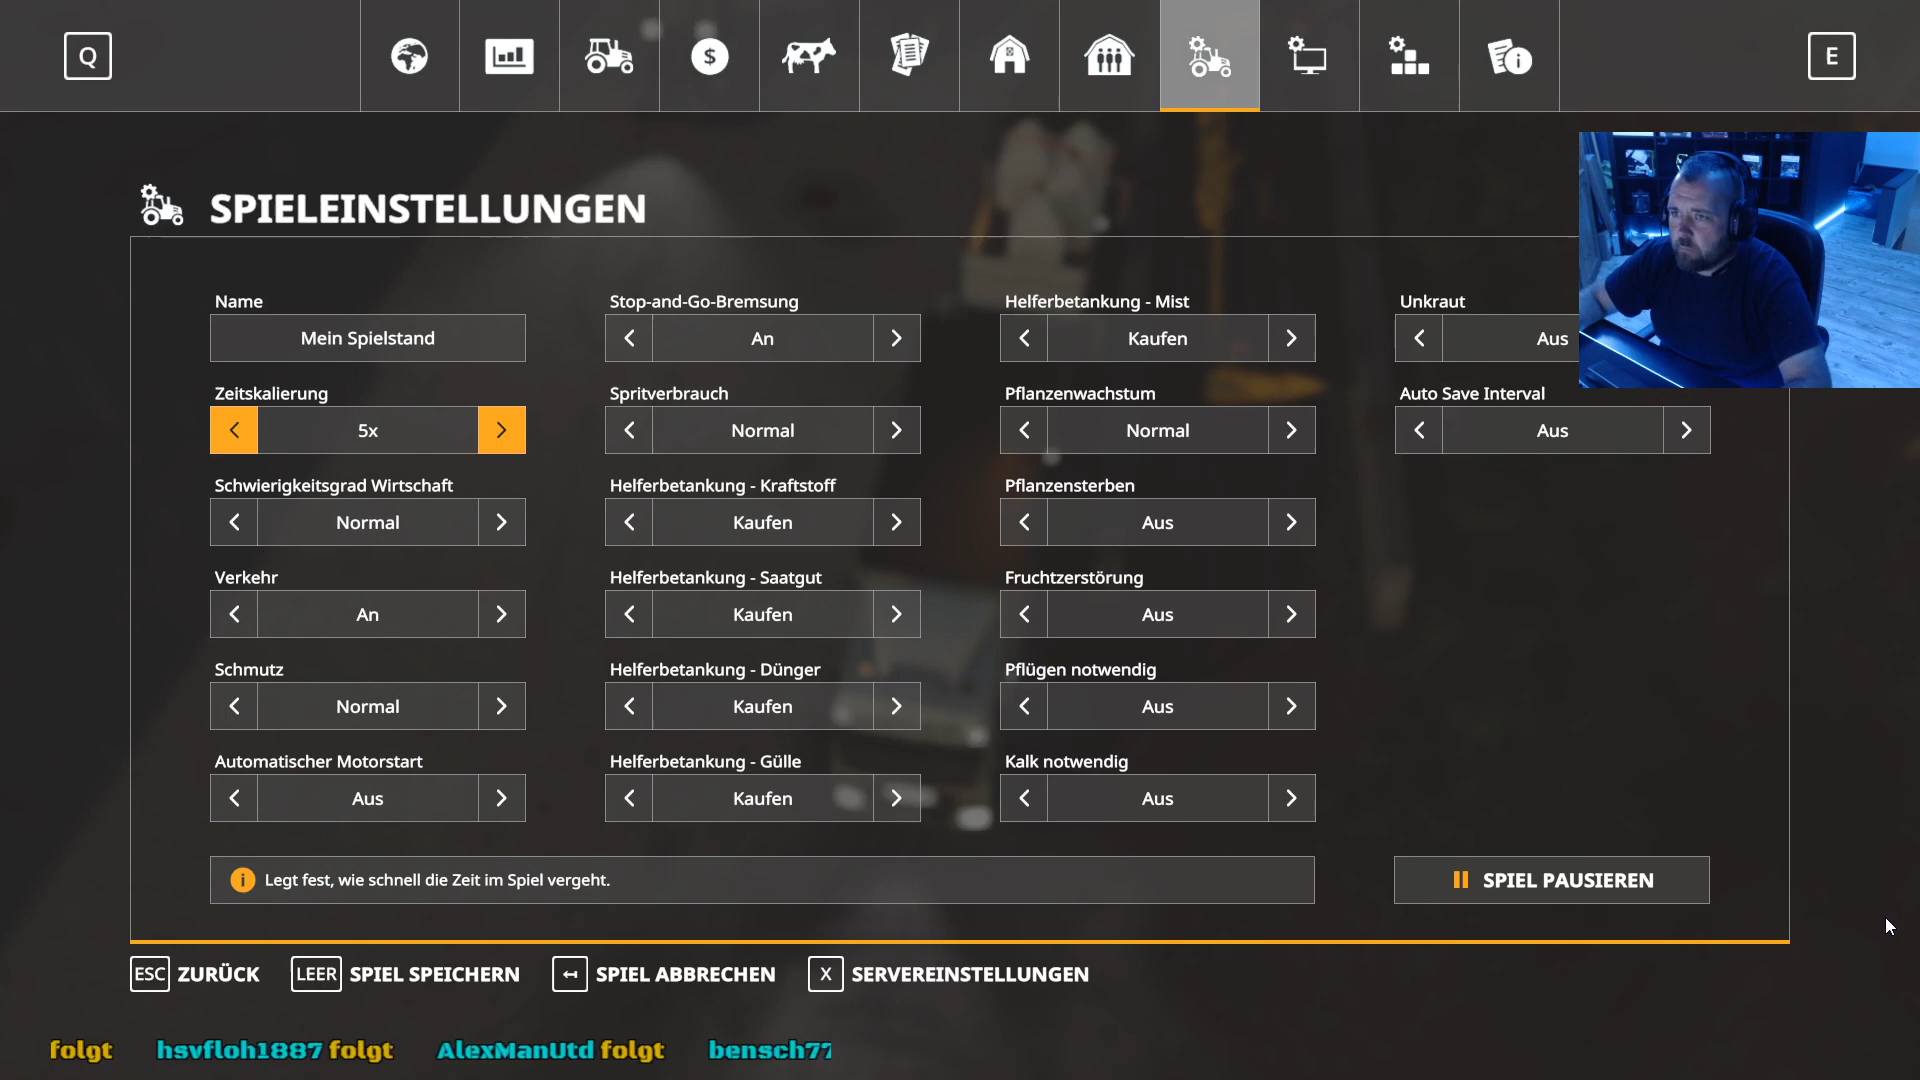 Q
E
SPIELEINSTELLUNGEN
Name
Mein Spielstand
Zeitskalierung
5x
Schwierigkeitsgrad Wirtschaft
Normal
Verkehr
An
Schmutz
Normal
Automatischer Motorstart
Aus
Stop-and-Go-Bremsung
An
Spritverbrauch
Normal
Helferbetankung - Kraftstoff
Kaufen
Helferbetankung - Saatgut
Kaufen
Helferbetankung - Dünger
Kaufen
Helferbetankung - Gülle
Kaufen
Helferbetankung - Mist
Kaufen
Pflanzenwachstum
Normal
Pflanzensterben
Aus
Fruchtzerstörung
Aus
Pflügen notwendig
Aus
Kalk notwendig
Aus
Unkraut
Aus
Auto Save Interval
Aus
Legt fest, wie schnell die Zeit im Spiel vergeht.
SPIEL PAUSIEREN
ESC ZURÜCK LEER SPIEL SPEICHERN SPIEL ABBRECHEN X SERVEREINSTELLUNGEN
folgt hsvfloh1887 folgt AlexManUtd folgt bensch77